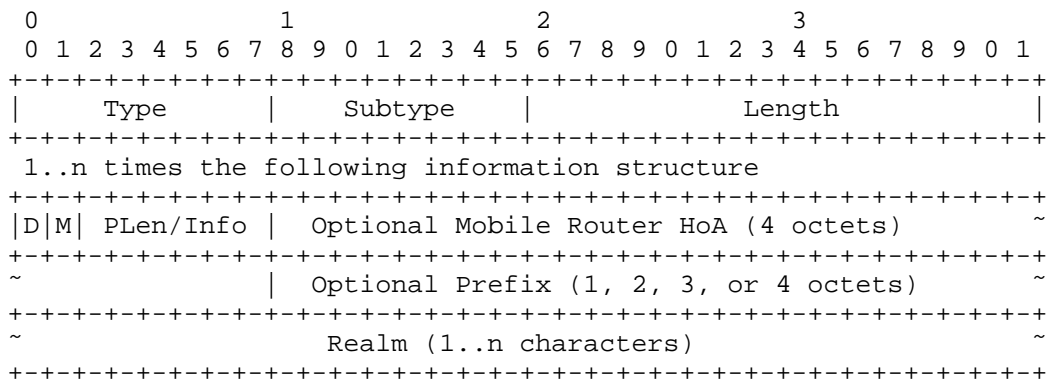 0                   1                   2                   3
 0 1 2 3 4 5 6 7 8 9 0 1 2 3 4 5 6 7 8 9 0 1 2 3 4 5 6 7 8 9 0 1
+-+-+-+-+-+-+-+-+-+-+-+-+-+-+-+-+-+-+-+-+-+-+-+-+-+-+-+-+-+-+-+-+
|     Type      |    Subtype    |             Length            |
+-+-+-+-+-+-+-+-+-+-+-+-+-+-+-+-+-+-+-+-+-+-+-+-+-+-+-+-+-+-+-+-+
 1..n times the following information structure
+-+-+-+-+-+-+-+-+-+-+-+-+-+-+-+-+-+-+-+-+-+-+-+-+-+-+-+-+-+-+-+-+
|D|M| PLen/Info |  Optional Mobile Router HoA (4 octets)        ~
+-+-+-+-+-+-+-+-+-+-+-+-+-+-+-+-+-+-+-+-+-+-+-+-+-+-+-+-+-+-+-+-+
~               |  Optional Prefix (1, 2, 3, or 4 octets)       ~
+-+-+-+-+-+-+-+-+-+-+-+-+-+-+-+-+-+-+-+-+-+-+-+-+-+-+-+-+-+-+-+-+
~                   Realm (1..n characters)                     ~
+-+-+-+-+-+-+-+-+-+-+-+-+-+-+-+-+-+-+-+-+-+-+-+-+-+-+-+-+-+-+-+-+